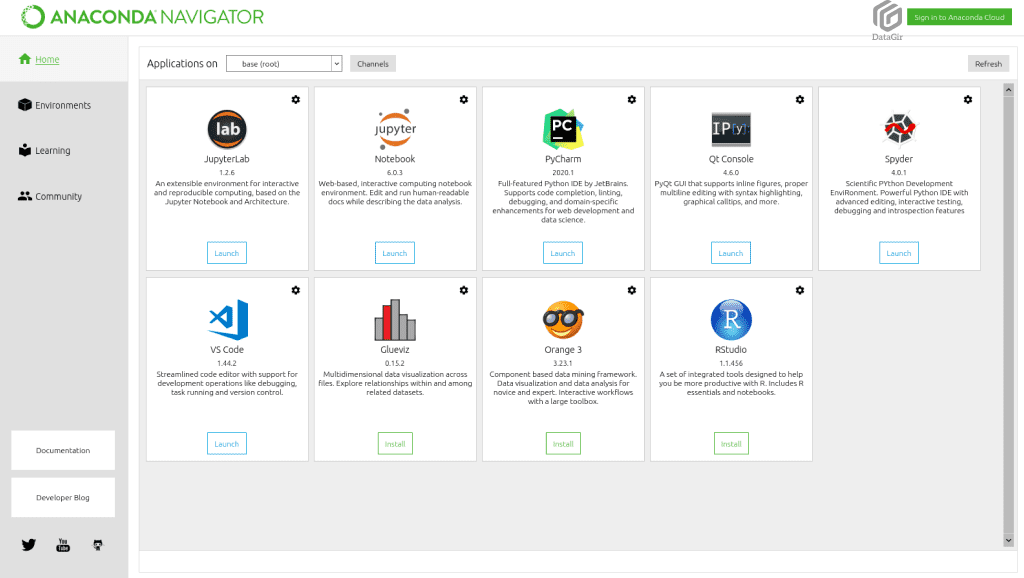 ANACONDA NAVIGATOR
DataGir
Sign in to Anaconda Cloud
Home
Environments
Learning
Community
Documentation
Developer Blog
You
Tube
Applications on
base (root)
Channels
Refresh
lab
JupyterLab
1.2.6
An extensible environment for interactive
and reproducible computing, based on the
Jupyter Notebook and Architecture.
Launch
jupyter
Notebook
6.0.3
Web-based, interactive computing notebook
environment. Edit and run human-readable
docs while describing the data analysis.
Launch
PC
PyCharm
2020.1
Full-featured Python IDE by JetBrains.
Supports code completion, linting,
debugging, and domain-specific
enhancements for web development and
data science.
Launch
IP[y]:
Qt Console
4.6.0
PyQt GUI that supports inline figures, proper
multiline editing with syntax highlighting,
graphical calltips, and more.
Launch
Spyder
4.0.1
Scientific PYthon Development
EnviRonment. Powerful Python IDE with
advanced editing, interactive testing,
debugging and introspection features
Launch
VS Code
1.44.2
Streamlined code editor with support for
development operations like debugging,
task running and version control.
Launch
Glueviz
0.15.2
Multidimensional data visualization across
files. Explore relationships within and among
related datasets.
Install
Orange 3
3.23.1
Component based data mining framework.
Data visualization and data analysis for
novice and expert. Interactive workflows
with a large toolbox.
Install
R
RStudio
1.1.456
A set of integrated tools designed to help
you be more productive with R. Includes R
essentials and notebooks.
Install